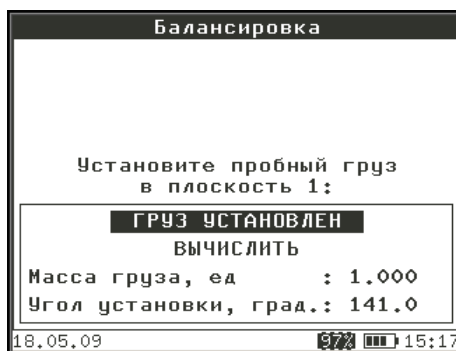 Балансировка
Установите пробный груз
в плоскость 1:
ГРУЗ УСТАНОВЛЕН
ВЫЧИСЛИТЬ
Масса груза, ед : 1.000
Угол установки, град.: 141.0
18.05.09 97% 15:17